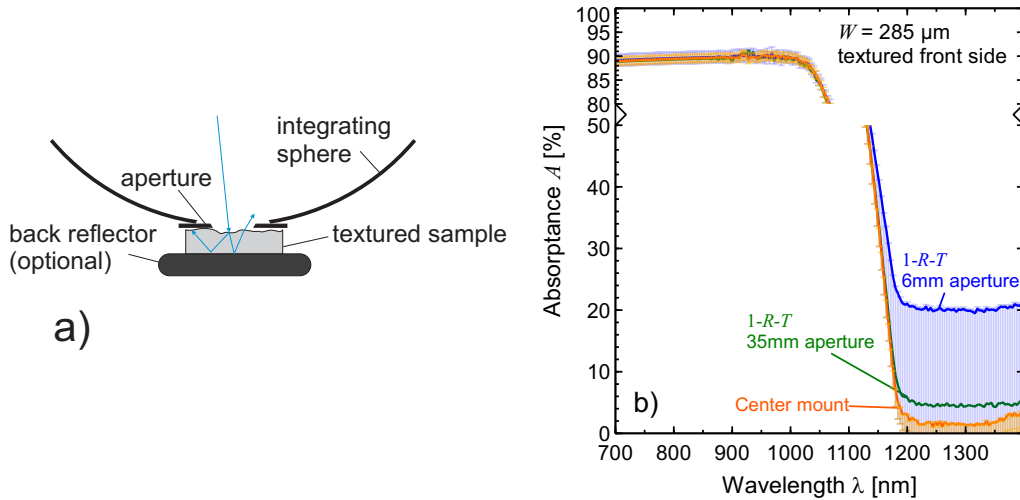 integrating
sphere
aperture
back reflector
(optional)
textured sample
a)
100
95
90
85
80
50
40
30
20
10
0
Absorptance A [%]
W = 285 µm
textured front side
1-R-T
6mm aperture
1-R-T
35mm aperture
Center mount
b)
700 800 900 1000 1100 1200 1300
Wavelength λ [nm]